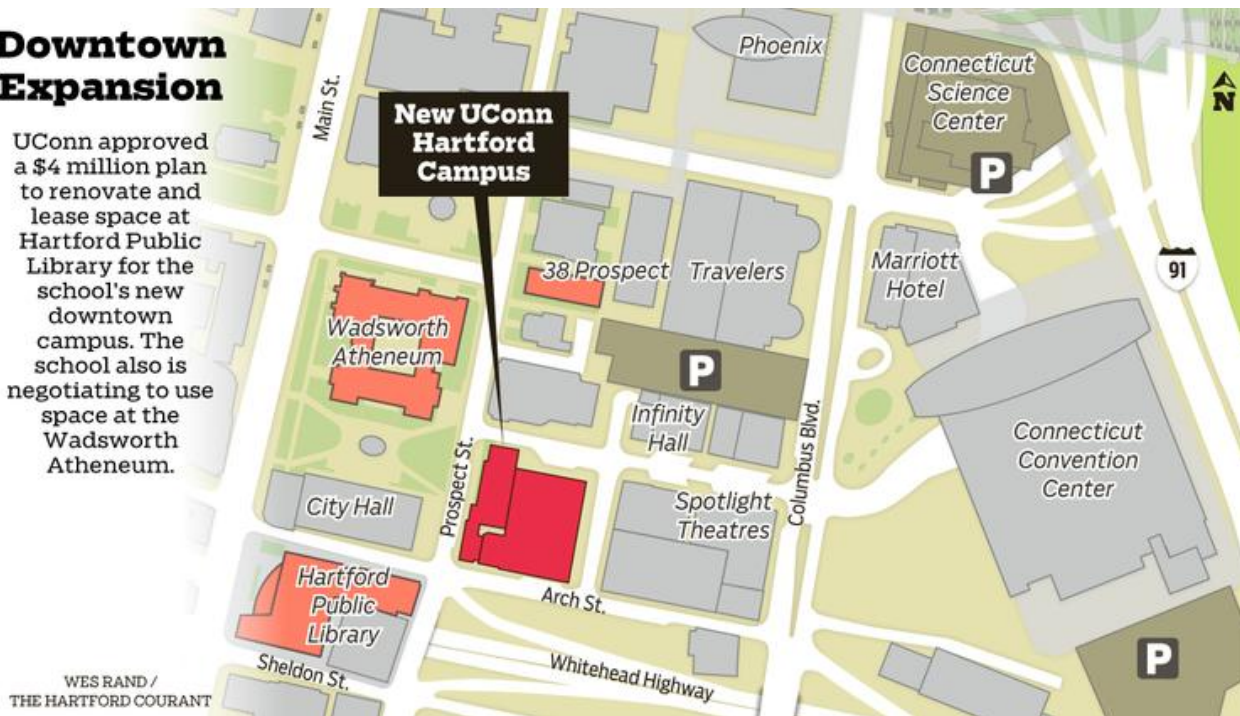 Downtown
Expansion
UConn approved
a $4 million plan
to renovate and
lease space at
Hartford Public
Library for the
school's new
downtown
campus. The
school also is
negotiating to use
space at the
Wadsworth
Atheneum.
WES RAND /
THE HARTFORD COURANT
Main St.
New UConn
Hartford
Campus
Phoenix
Connecticut
Science
Center
P
N
91
38 Prospect
Travelers
Marriott
Hotel
Wadsworth
Atheneum
P
Infinity
Hall
Columbus Blvd.
Connecticut
Convention
Center
Prospect St.
City Hall
Spotlight
Theatres
Hartford
Public
Library
Arch St.
Sheldon St.
Whitehead Highway
P